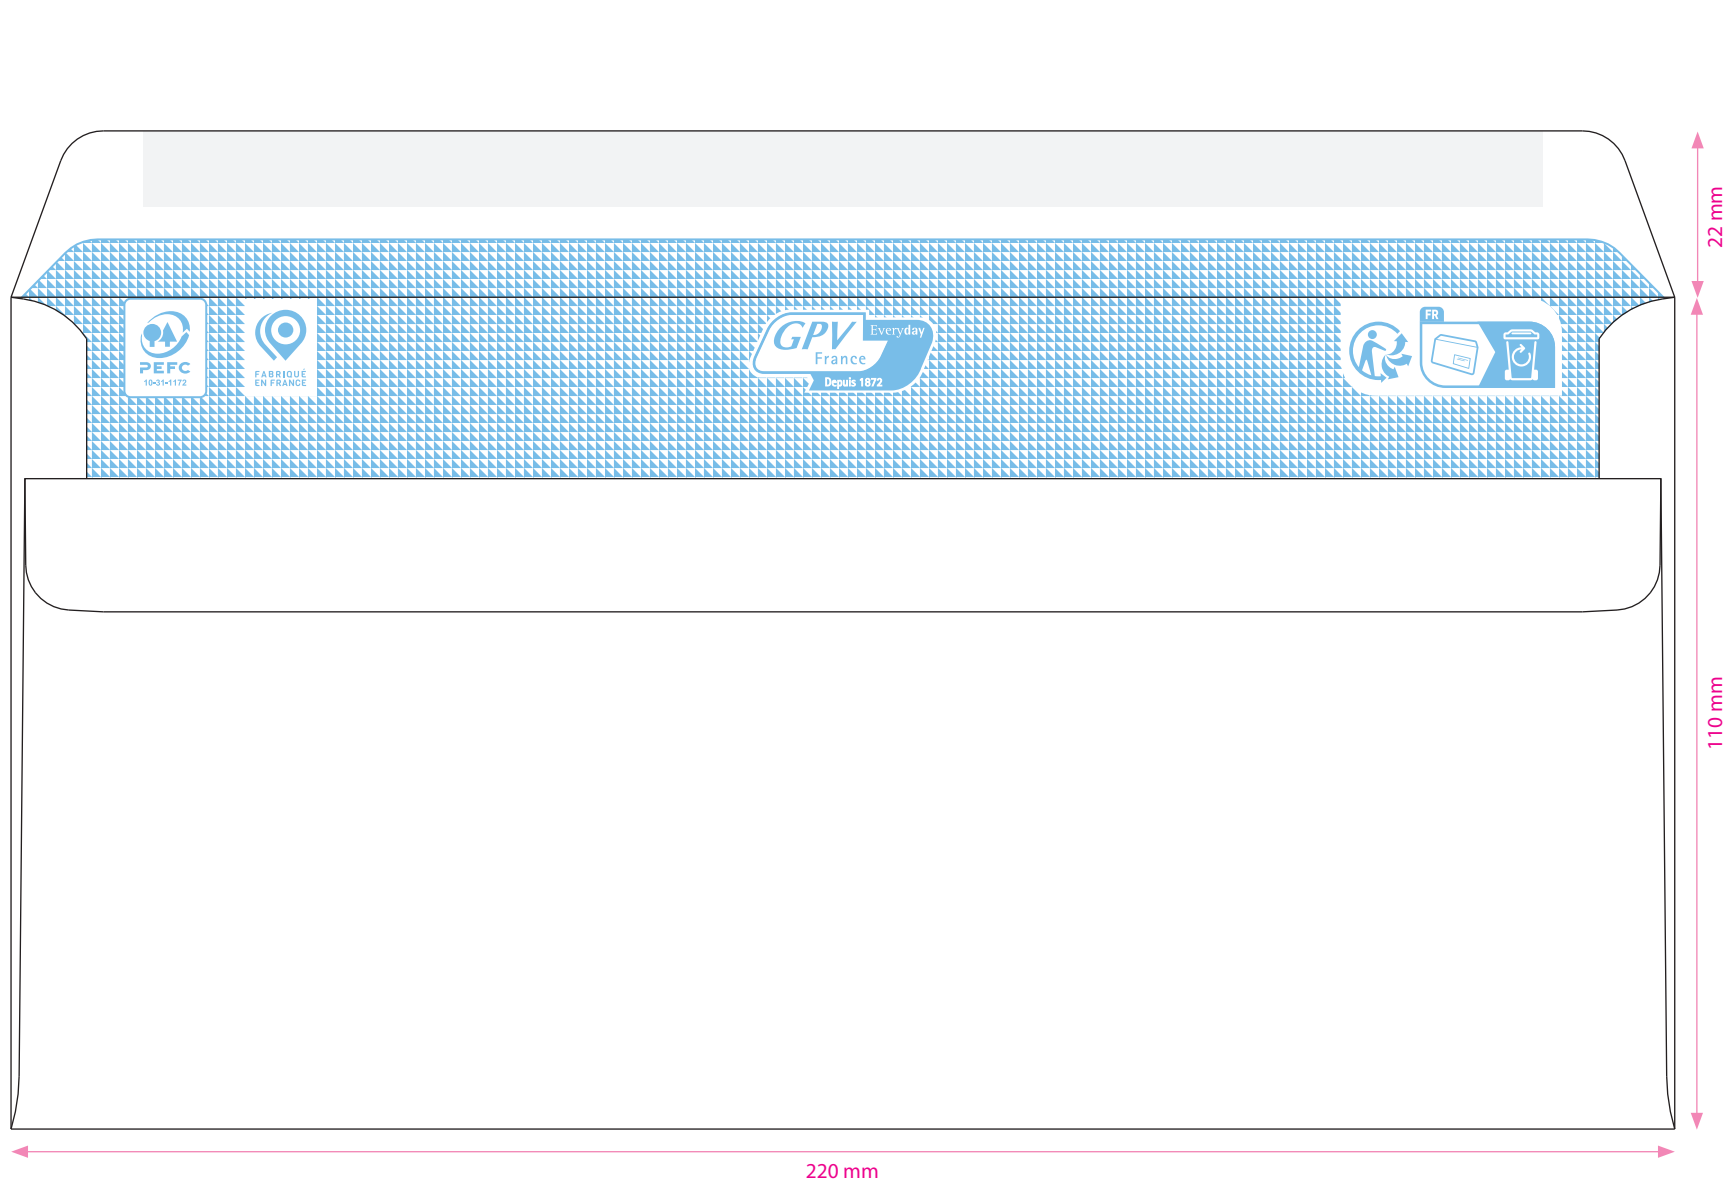 22 mm
FR
GPV
Everyday
France
Depuis 1872
PEFC
10-31-1172
FABRIQUÉ
EN FRANCE
110 mm
220 mm